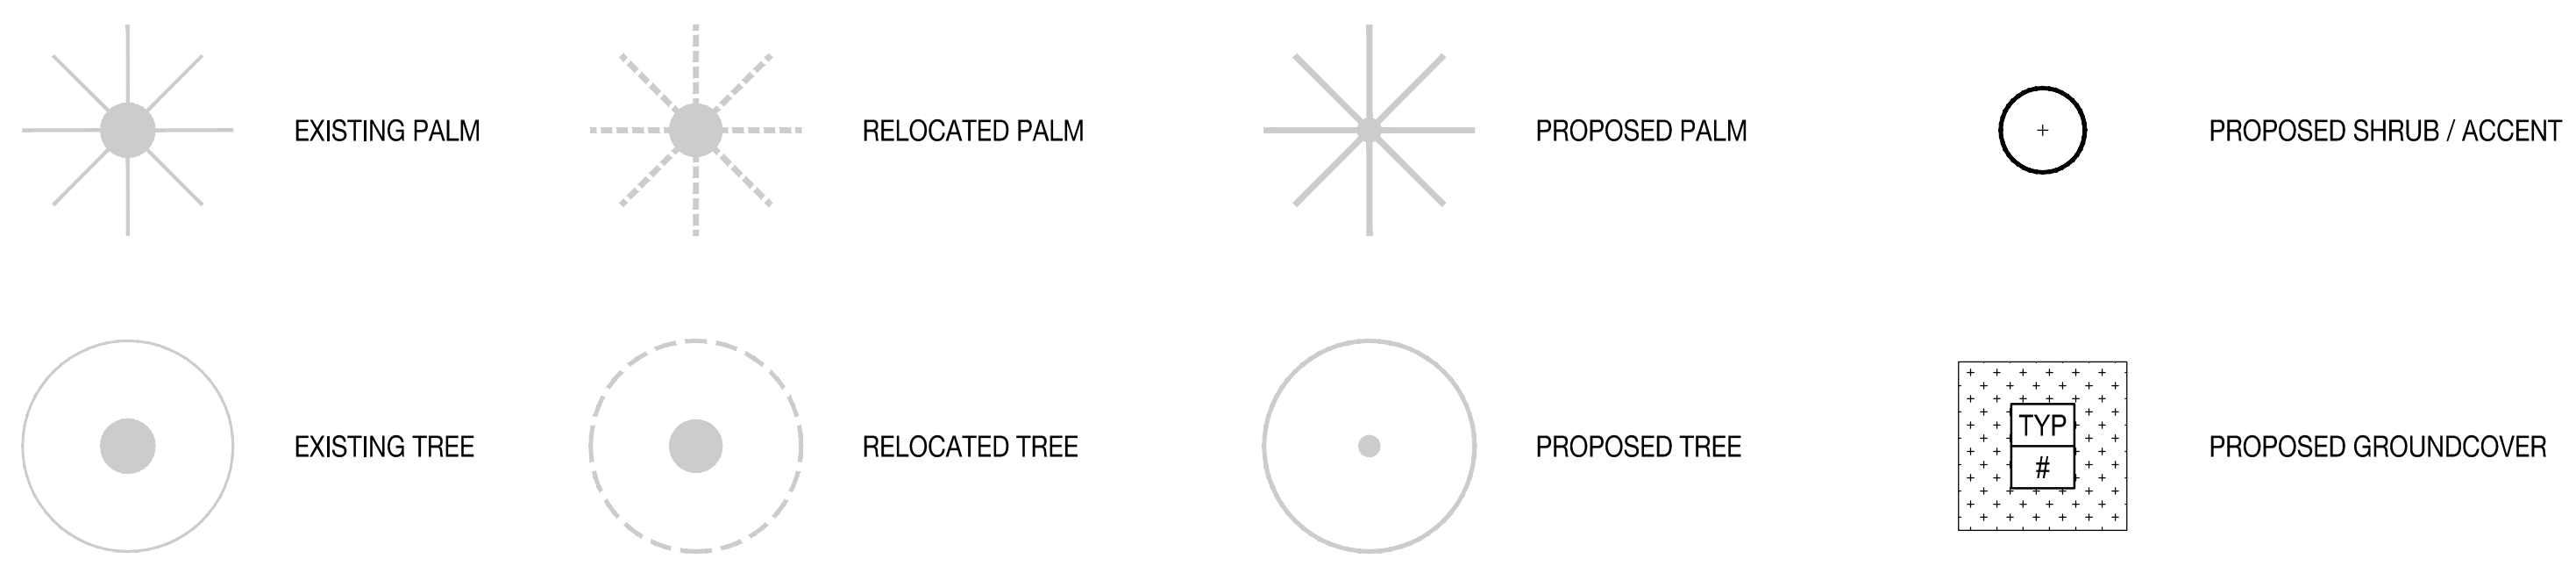 EXISTING PALM
RELOCATED PALM
PROPOSED PALM
PROPOSED SHRUB / ACCENT
EXISTING TREE
RELOCATED TREE
PROPOSED TREE
TYP
#
PROPOSED GROUNDCOVER